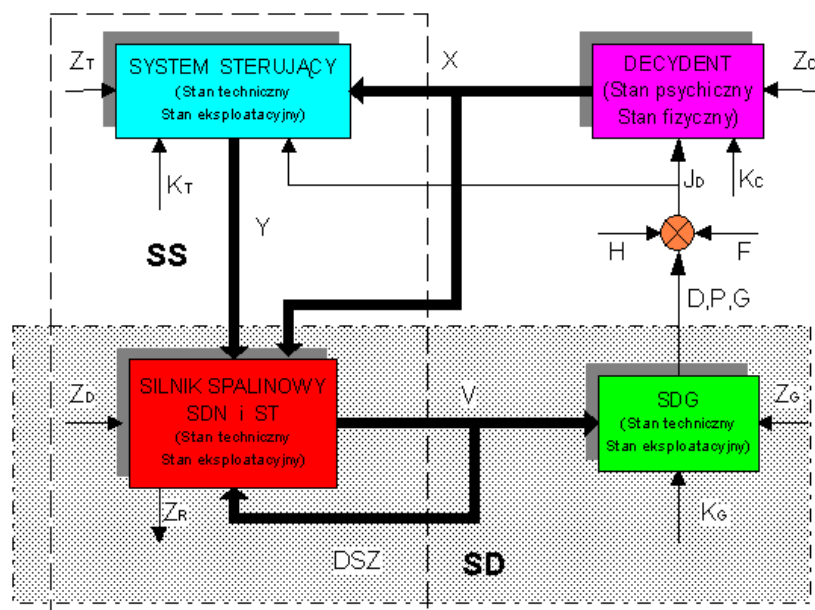 ZT
SYSTEM STERUJĄCY
(Stan techniczny
Stan eksploatacyjny)
X
DECYDENT
(Stan psychiczny
Stan fizyczny)
KT
Y
SS
JD
KC
H
F
D,P,G
ZD
SILNIK SPALINOWY
SDN i ST
(Stan techniczny
Stan eksploatacyjny)
V
SDG
(Stan techniczny
Stan eksploatacyjny)
ZG
ZR
KG
DSZ
SD